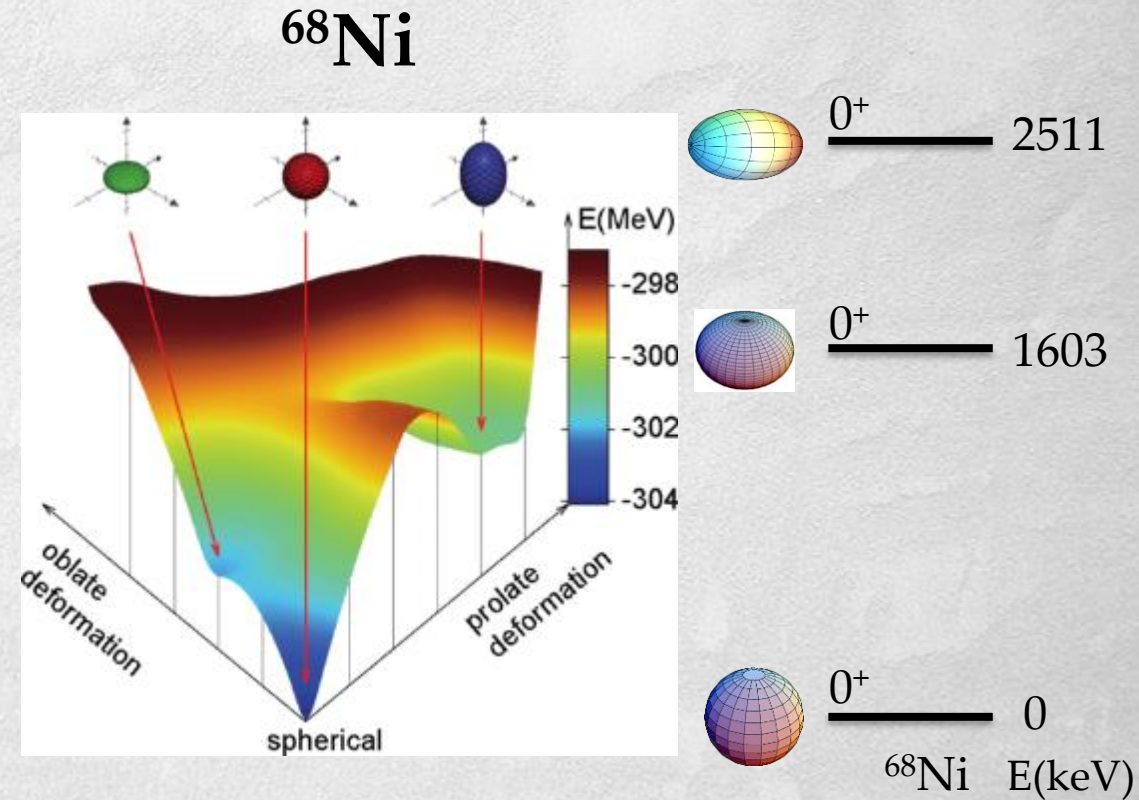 ⁶⁸Ni
E(MeV)
-298
-300
-302
-304
oblate
deformation
prolate
deformation
spherical
0⁺ 2511
0⁺ 1603
0⁺ 0
⁶⁸Ni E(keV)